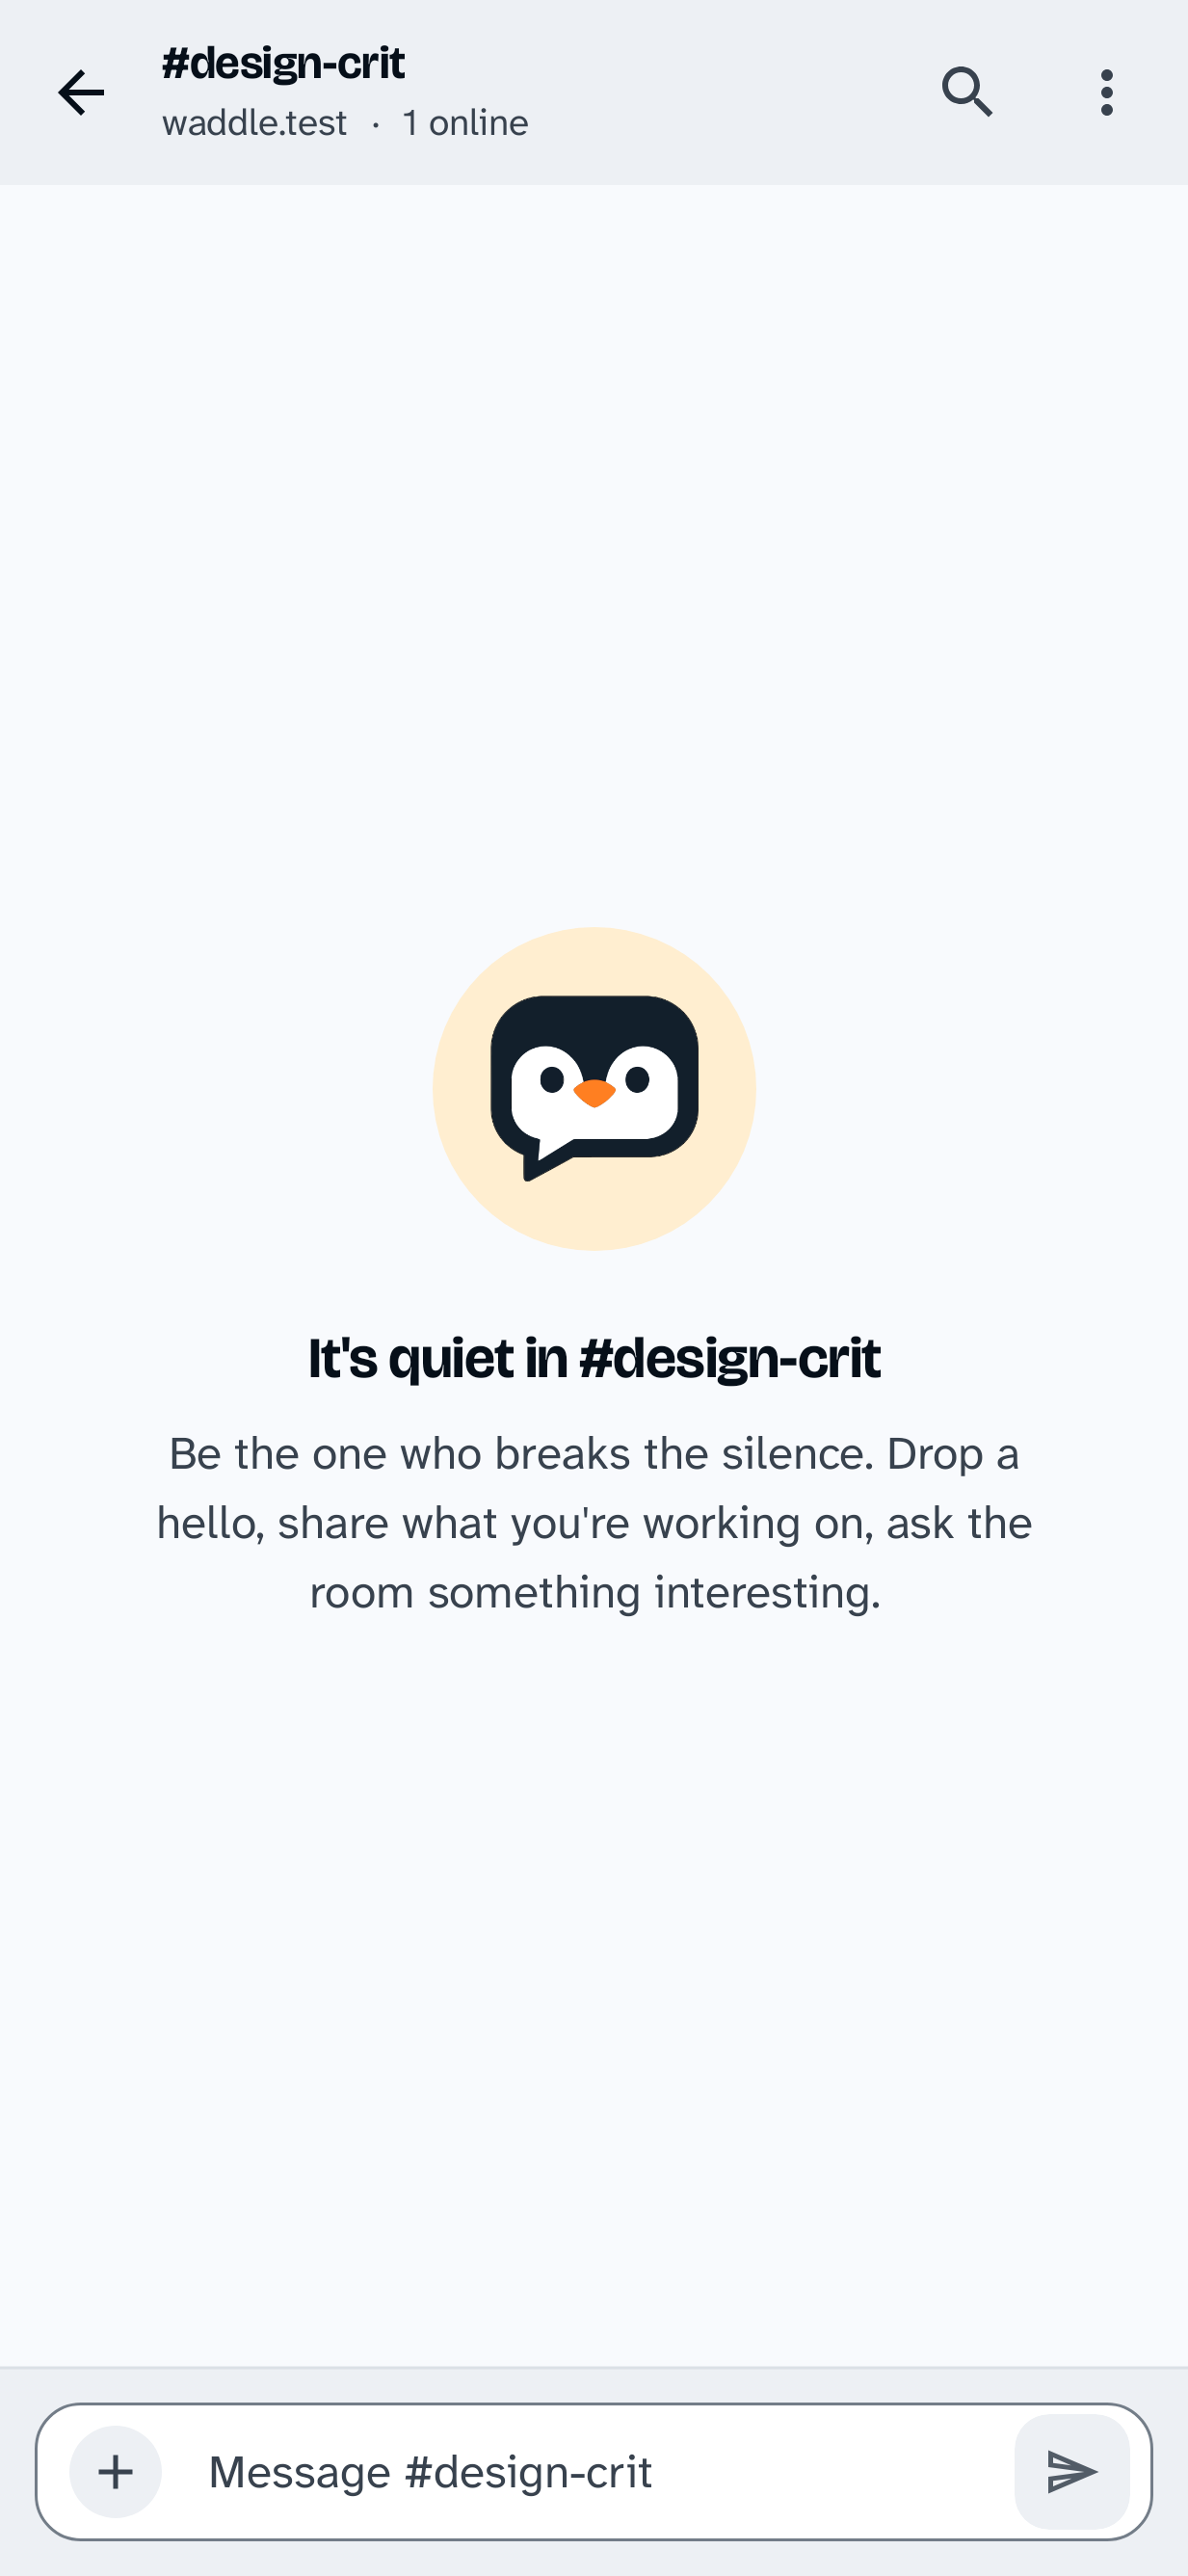 #design-crit
waddle.test · 1 online
It's quiet in #design-crit
Be the one who breaks the silence. Drop a
hello, share what you're working on, ask the
room something interesting.
Message #design-crit